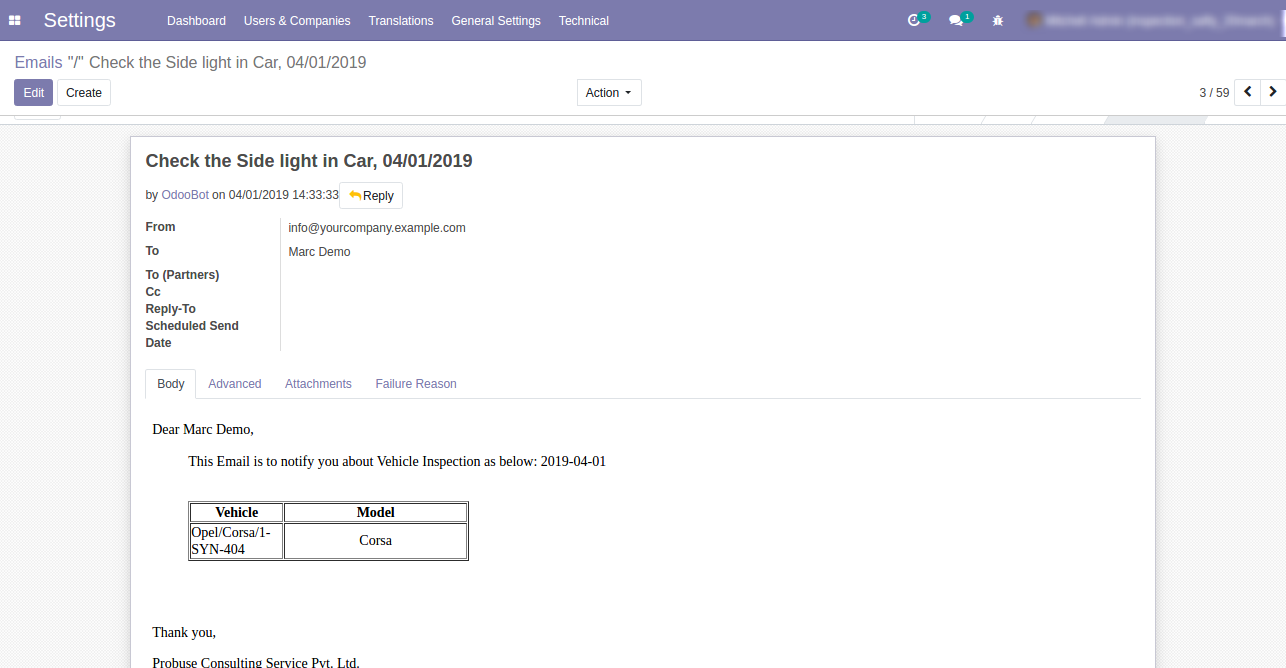 Settings Dashboard Users & Companies Translations General Settings Technical 3 1
Emails "/" Check the Side light in Car, 04/01/2019
Edit Create Action 3 / 59
Check the Side light in Car, 04/01/2019
by OdooBot on 04/01/2019 14:33:33 Reply
From info@yourcompany.example.com
To Marc Demo
To (Partners)
Cc
Reply-To
Scheduled Send
Date
Body Advanced Attachments Failure Reason
Dear Marc Demo,
This Email is to notify you about Vehicle Inspection as below: 2019-04-01
Vehicle Model
Opel/Corsa/1-
SYN-404
Corsa
Thank you,
Probuse Consulting Service Pvt. Ltd.